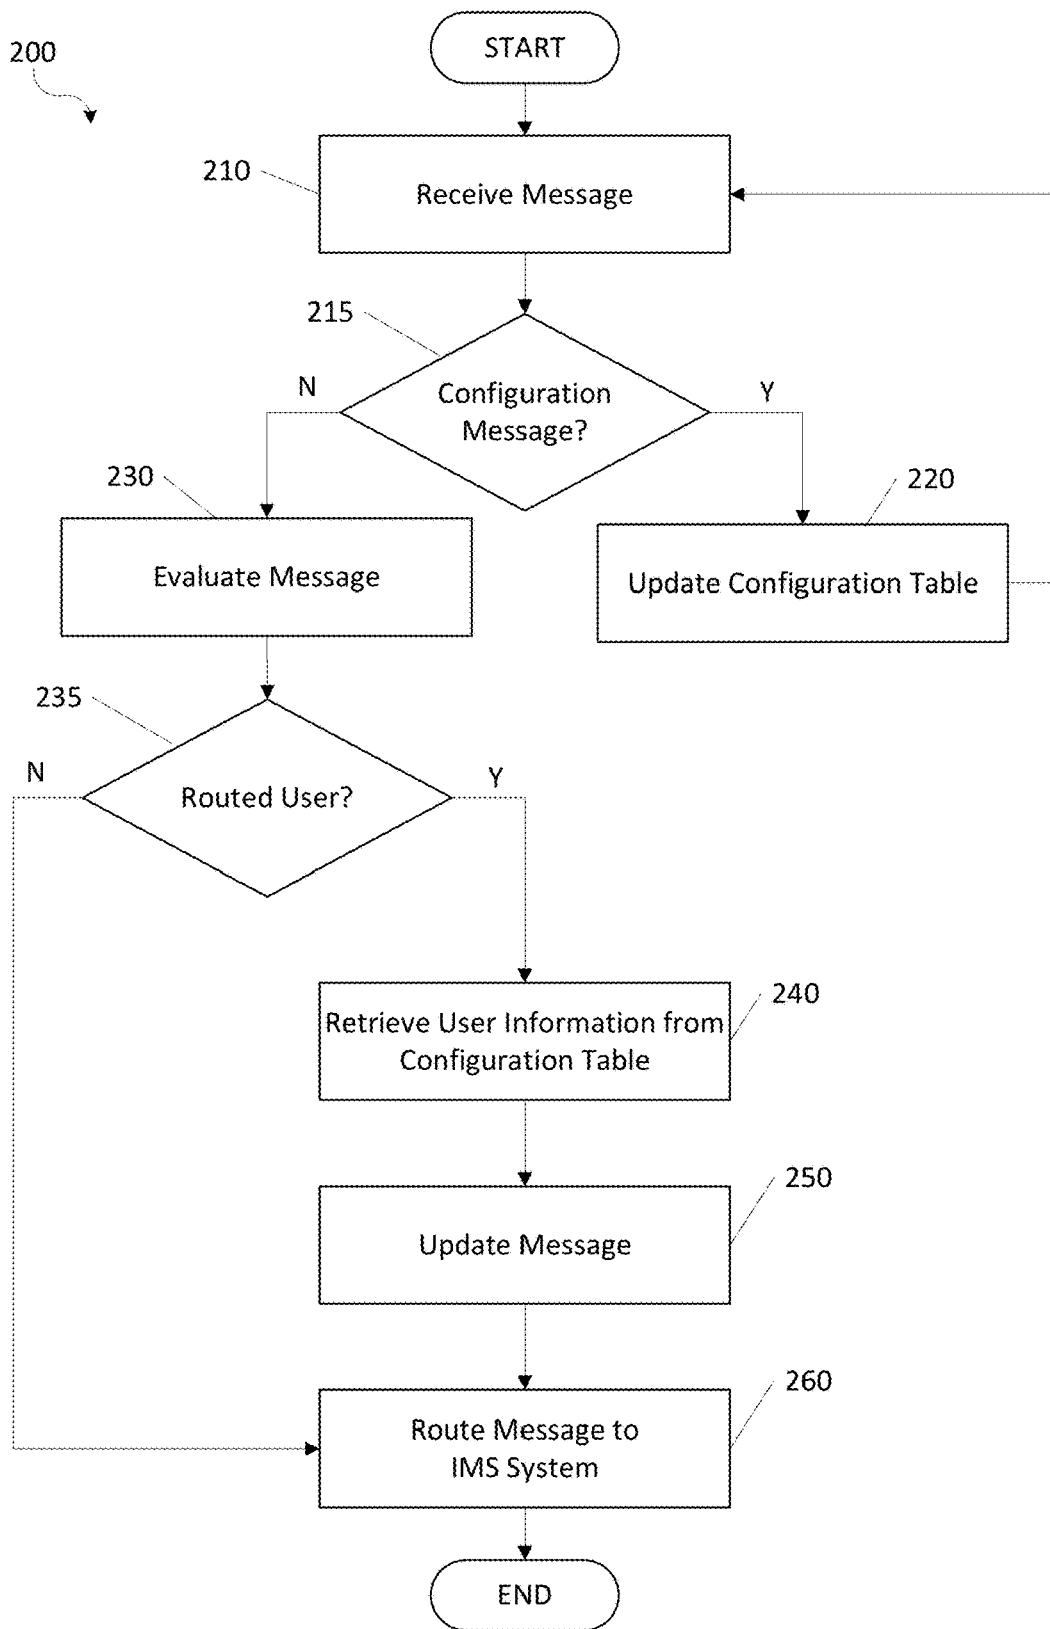 START
200
210
Receive Message
215
N
Configuration
Message?
Y
230
220
Evaluate Message
Update Configuration Table
235
N
Routed User?
Y
240
Retrieve User Information from
Configuration Table
250
Update Message
260
Route Message to
IMS System
END